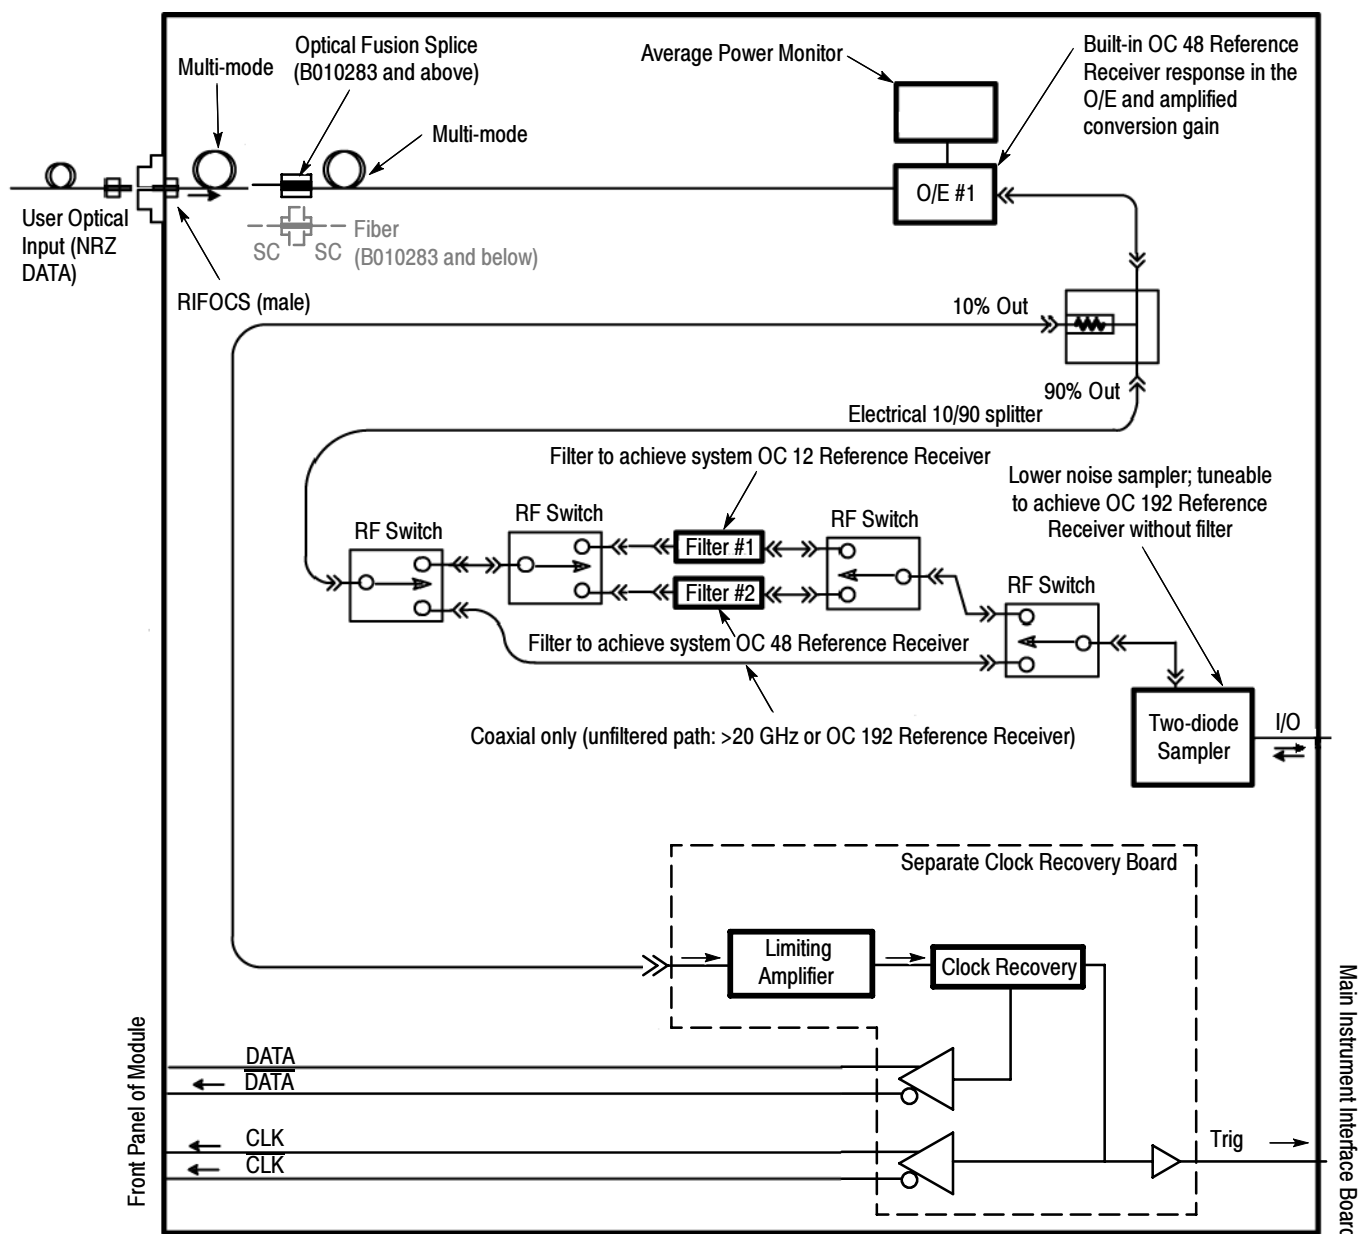 Optical Fusion Splice
(B010283 and above)
Multi-mode
Average Power Monitor
Built-in OC 48 Reference
Receiver response in the
O/E and amplified
conversion gain
Multi-mode
O/E #1
User Optical
Input (NRZ
DATA)
SC
SC
Fiber
(B010283 and below)
RIFOCS (male)
10% Out
90% Out
Electrical 10/90 splitter
Filter to achieve system OC 12 Reference Receiver
Lower noise sampler; tuneable
to achieve OC 192 Reference
Receiver without filter
RF Switch
RF Switch
RF Switch
RF Switch
Filter #1
Filter #2
Filter to achieve system OC 48 Reference Receiver
Coaxial only (unfiltered path: >20 GHz or OC 192 Reference Receiver)
Two-diode
Sampler
I/O
Separate Clock Recovery Board
Limiting
Amplifier
Clock Recovery
DATA
DATA
CLK
CLK
Trig
Front Panel of Module
Main Instrument Interface Board